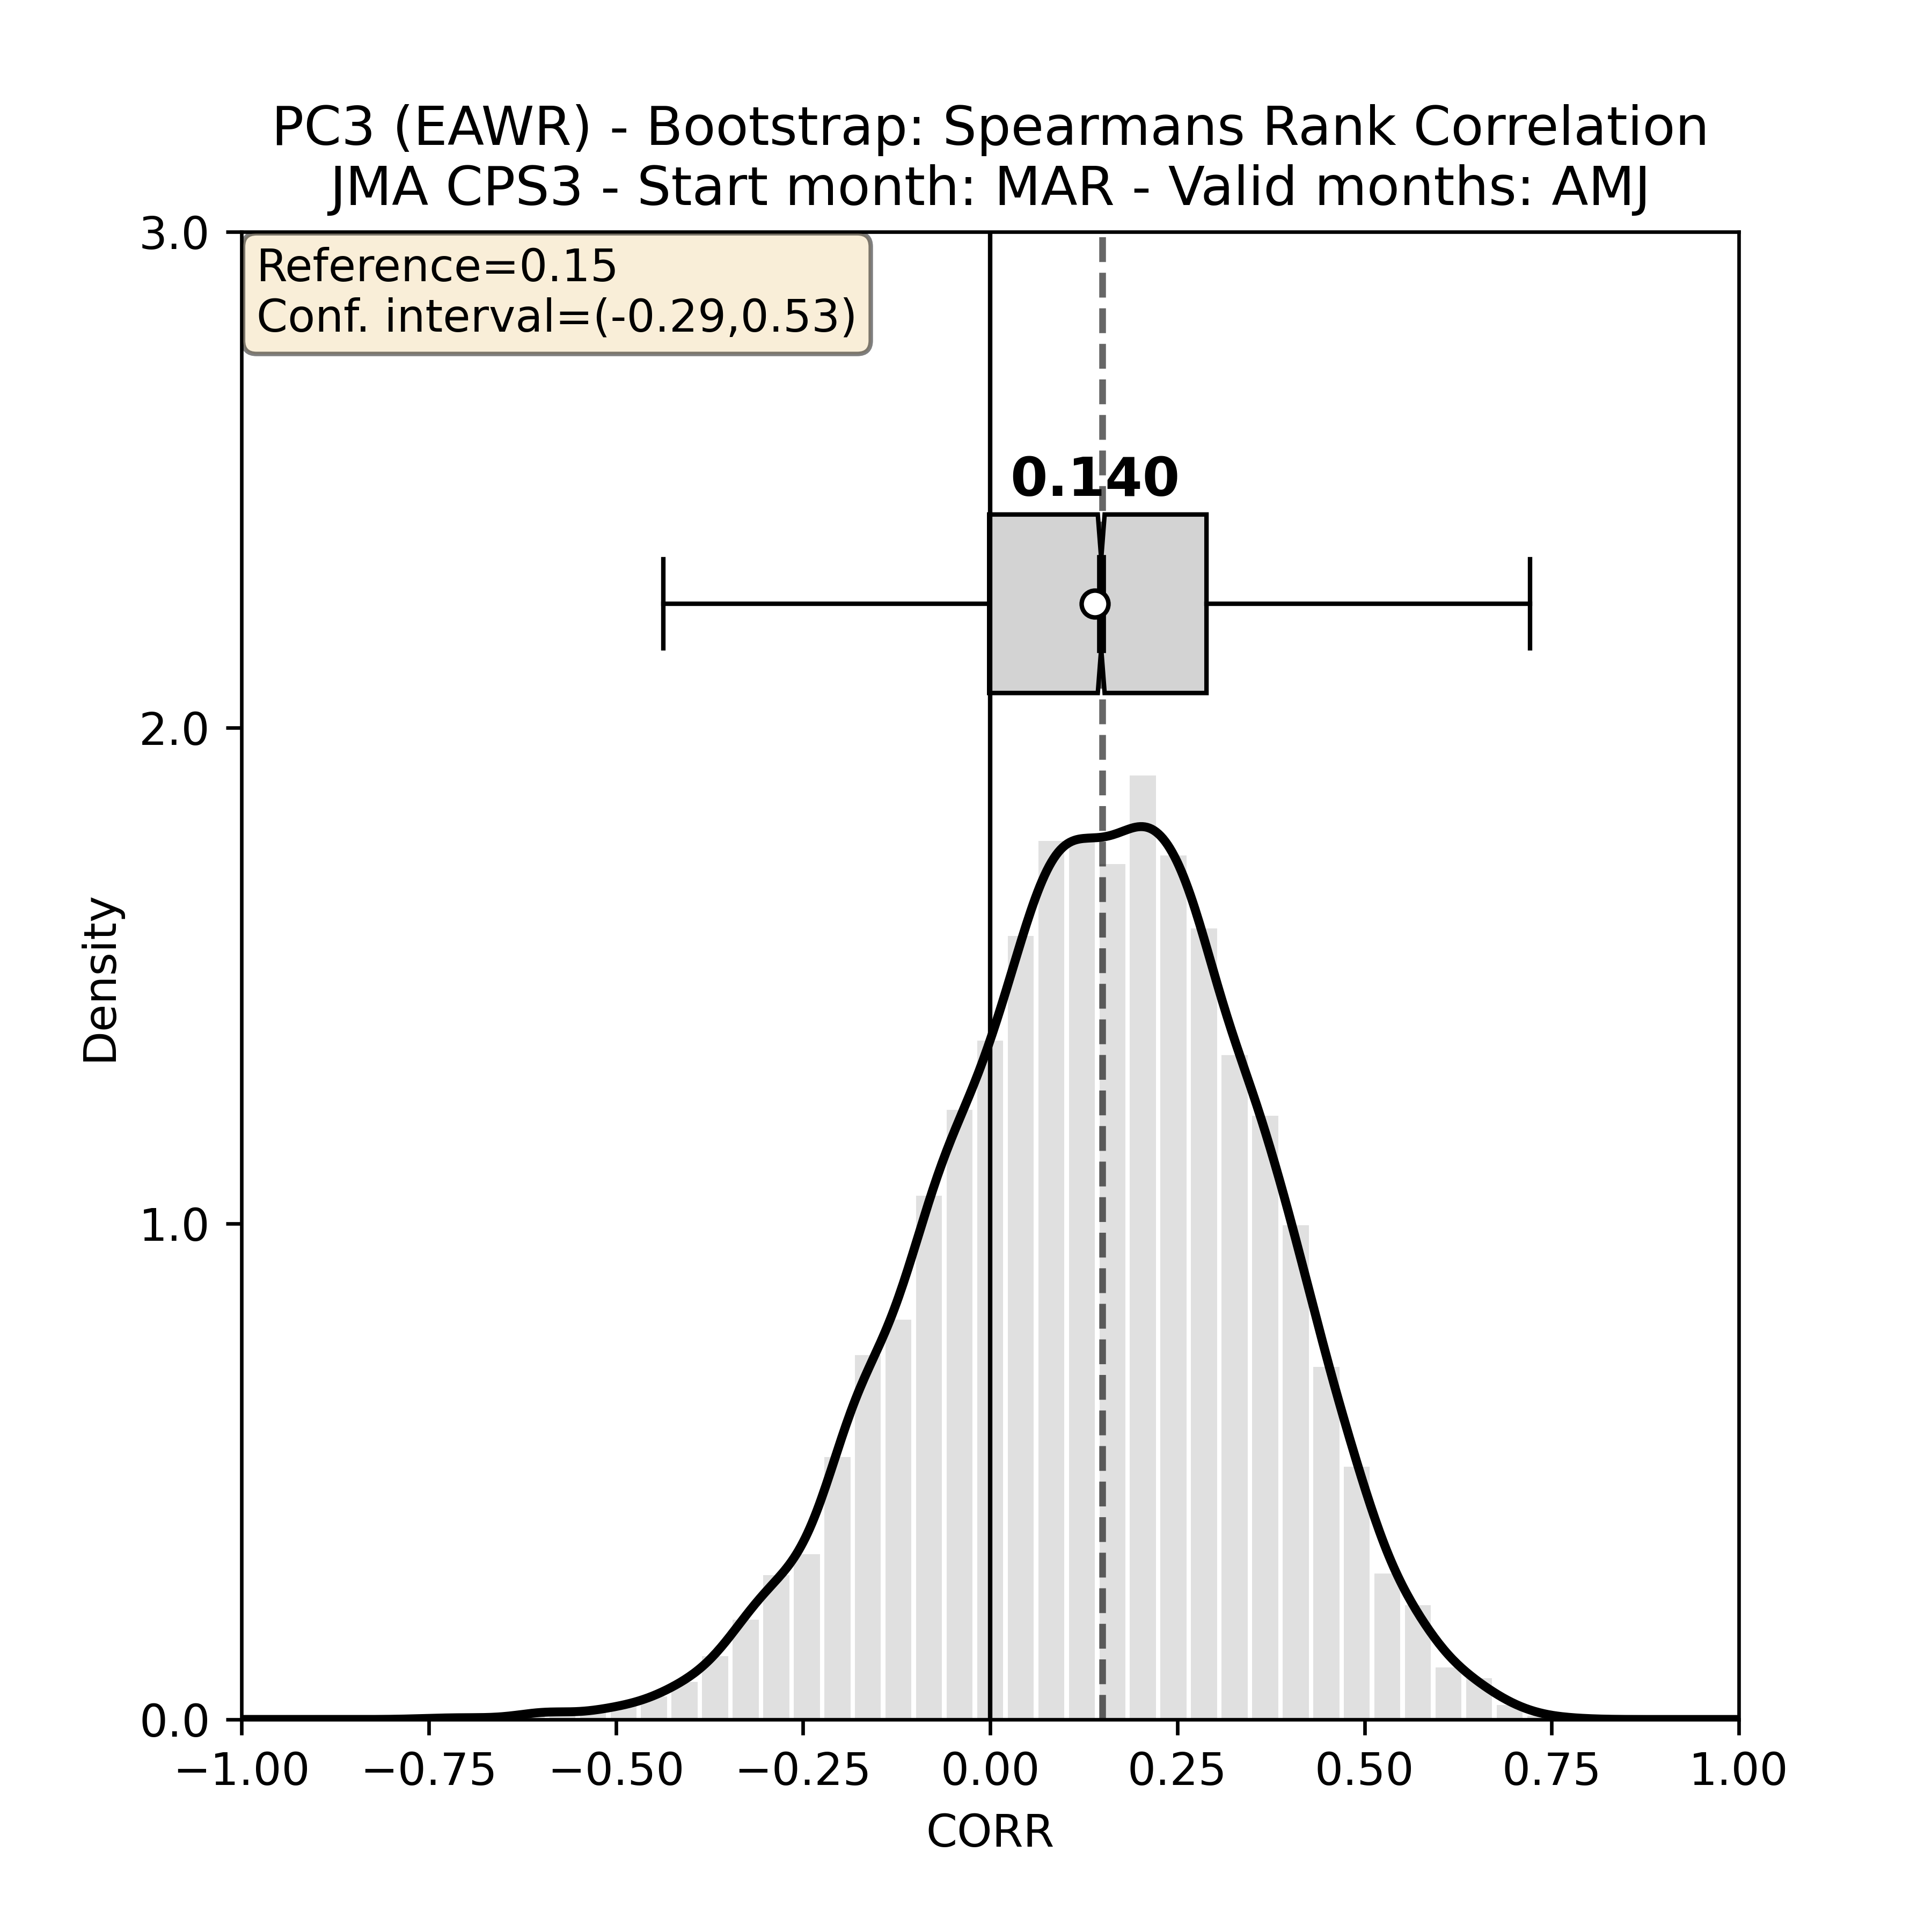 PC3 (EAWR) - Bootstrap: Spearmans Rank Correlation
JMA CPS3 - Start month: MAR - Valid months: AMJ
3.0
Reference=0.15
Conf. interval=(-0.29,0.53)
0.140
2.0
Density
1.0
0.0
−1.00 −0.75 −0.50 −0.25 0.00 0.25 0.50 0.75 1.00
CORR